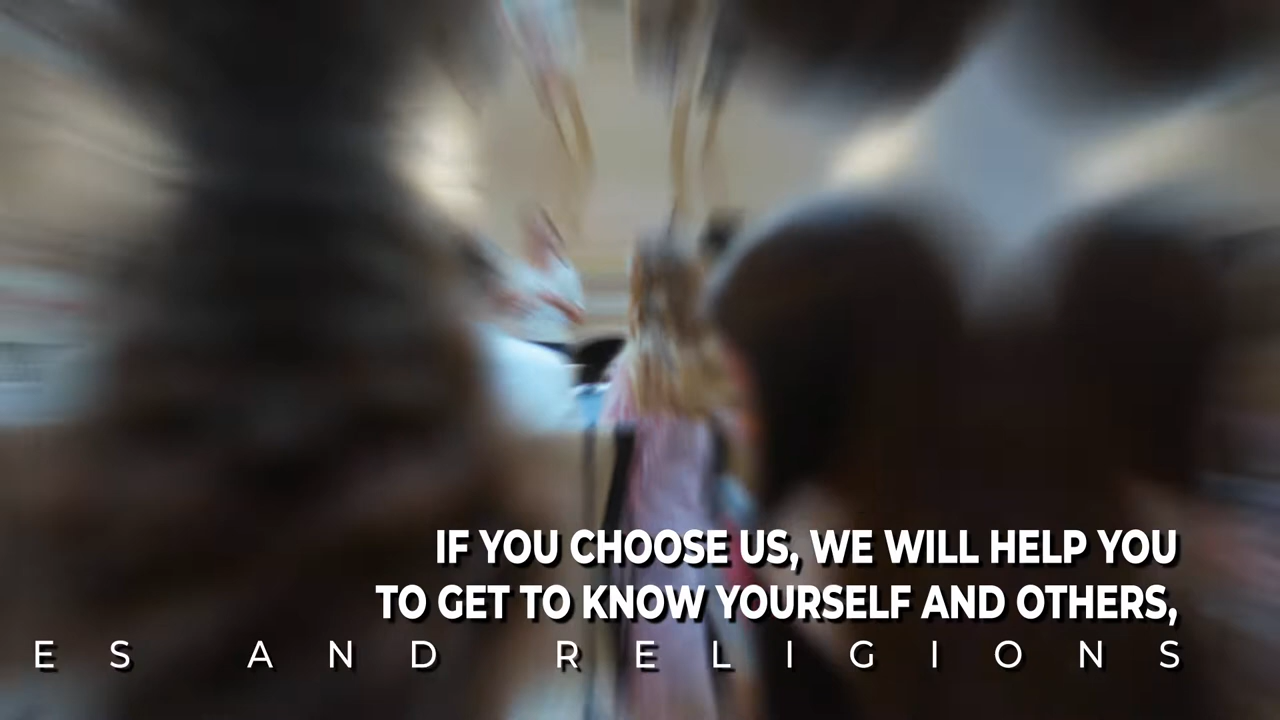 IF YOU CHOOSE US, WE WILL HELP YOU
TO GET TO KNOW YOURSELF AND OTHERS,
ES AND RELIGIONS